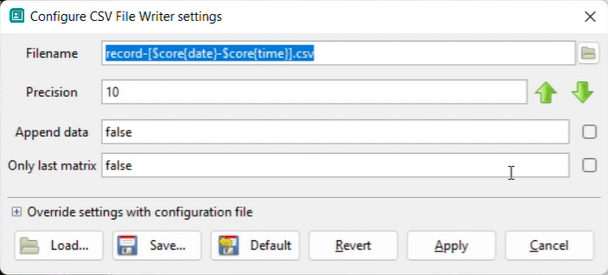 Configure CSV File Writer settings
Filename record-[$core{date}-$core{time}].csv
Precision 10
Append data false
Only last matrix false
Override settings with configuration file
Load... Save... Default Revert Apply Cancel